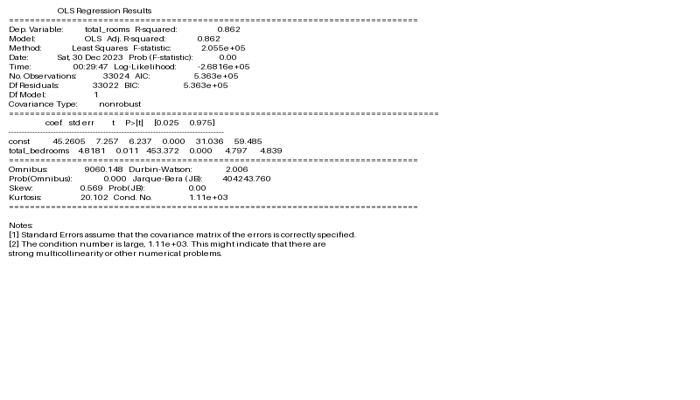 OLS Regression Results
==============================================================================
Dep. Variable: total_rooms R-squared: 0.862
Model: OLS Adj. R-squared: 0.862
Method: Least Squares F-statistic: 2.055e+05
Date: Sat, 30 Dec 2023 Prob (F-statistic): 0.00
Time: 00:29:47 Log-Likelihood: -2.6816e+05
No. Observations: 33024 AIC: 5.363e+05
Df Residuals: 33022 BIC: 5.363e+05
Df Model: 1
Covariance Type: nonrobust
==============================================================================
coef std err t P>|t| [0.025 0.975]
------------------------------------------------------------------------------
const 45.2605 7.257 6.237 0.000 31.036 59.485
total_bedrooms 4.8181 0.011 453.372 0.000 4.797 4.839
==============================================================================
Omnibus: 9060.148 Durbin-Watson: 2.006
Prob(Omnibus): 0.000 Jarque-Bera (JB): 404243.760
Skew: 0.569 Prob(JB): 0.00
Kurtosis: 20.102 Cond. No. 1.11e+03
==============================================================================
Notes:
[1] Standard Errors assume that the covariance matrix of the errors is correctly specified.
[2] The condition number is large, 1.11e+03. This might indicate that there are
strong multicollinearity or other numerical problems.